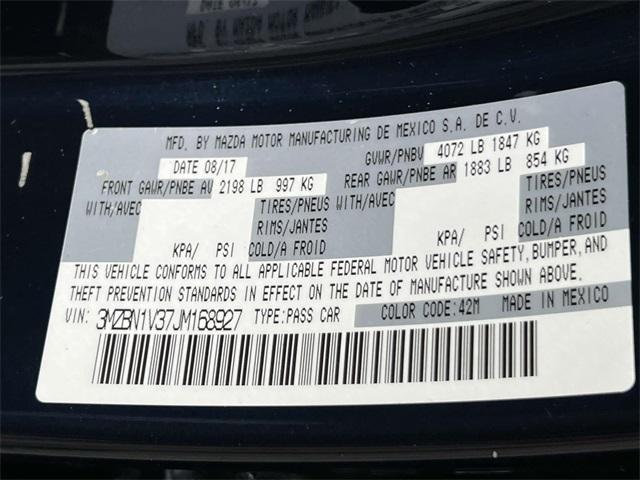 MFD. BY MAZDA MOTOR MANUFACTURING DE MEXICO S.A. DE C.V.
DATE 08/17 GVWR/PNBV 4072 LB 1847 KG
FRONT GAWR/PNBE AV 2198 LB 997 KG REAR GAWR/PNBE AR 1883 LB 854 KG
WITH/AVEC TIRES/PNEUS WITH/AVEC TIRES/PNEUS
RIMS/JANTES RIMS/JANTES
KPA/ PSI COLD/A FROID KPA/ PSI COLD/A FROID
THIS VEHICLE CONFORMS TO ALL APPLICABLE FEDERAL MOTOR VEHICLE SAFETY, BUMPER, AND
THEFT PREVENTION STANDARDS IN EFFECT ON THE DATE OF MANUFACTURE SHOWN ABOVE.
VIN: 3MZBN1V37JM168927 TYPE:PASS CAR COLOR CODE:42M MADE IN MEXICO